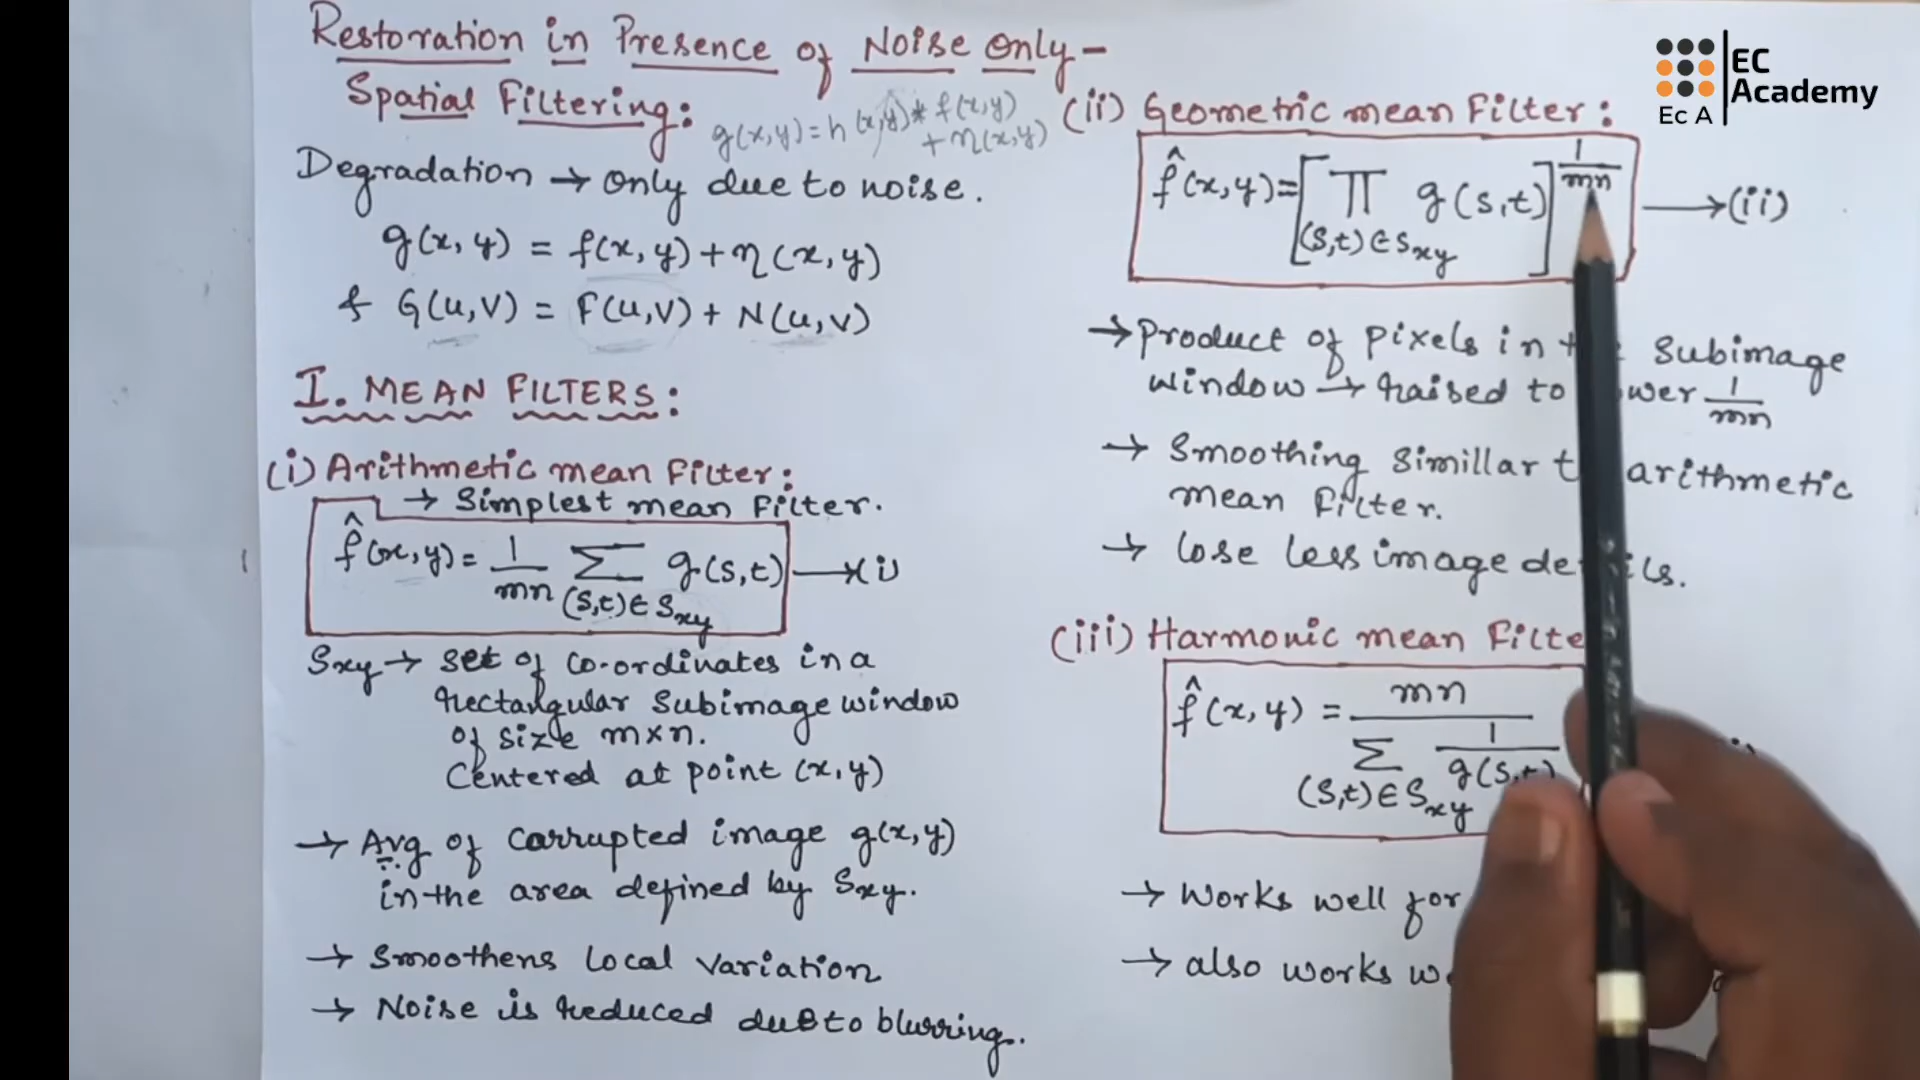 Restoration in Presence of Noise Only-
Spatial Filtering:
g(x,y) = h(x,y)* f(x,y)
+ η(x,y)
Degradation → Only due to noise.
g(x,y) = f(x,y) + η(x,y)
& G(u,v) = F(u,v) + N(u,v)
I. MEAN FILTERS:
(i) Arithmetic mean Filter:
→ Simplest mean Filter.
f̂(x,y) = 1/mn Σ g(s,t) → (i)
(s,t)∈ Sxy
Sxy → set of co-ordinates in a
rectangular Subimage window
of size m×n.
Centered at point (x,y)
→ Avg of Carrupted image g(x,y)
in the area defined by Sxy.
→ Smoothens Local Variation
→ Noise is reduced due to blurring.
EC
Academy
Ec A
(ii) Geometric mean Filter:
f̂(x,y) = [ Π g(s,t) ]^1/mn → (ii)
(s,t)∈ Sxy
→ Product of Pixels in Subimage
window → raised to 1/mn
→ Smoothing Simillar arithmetic
mean Filter.
→ Lose Less image
(iii) Harmonic mean
f̂(x,y) = mn / Σ 1/g(s,t)
(s,t)∈ Sxy
→ Works well for
→ also works